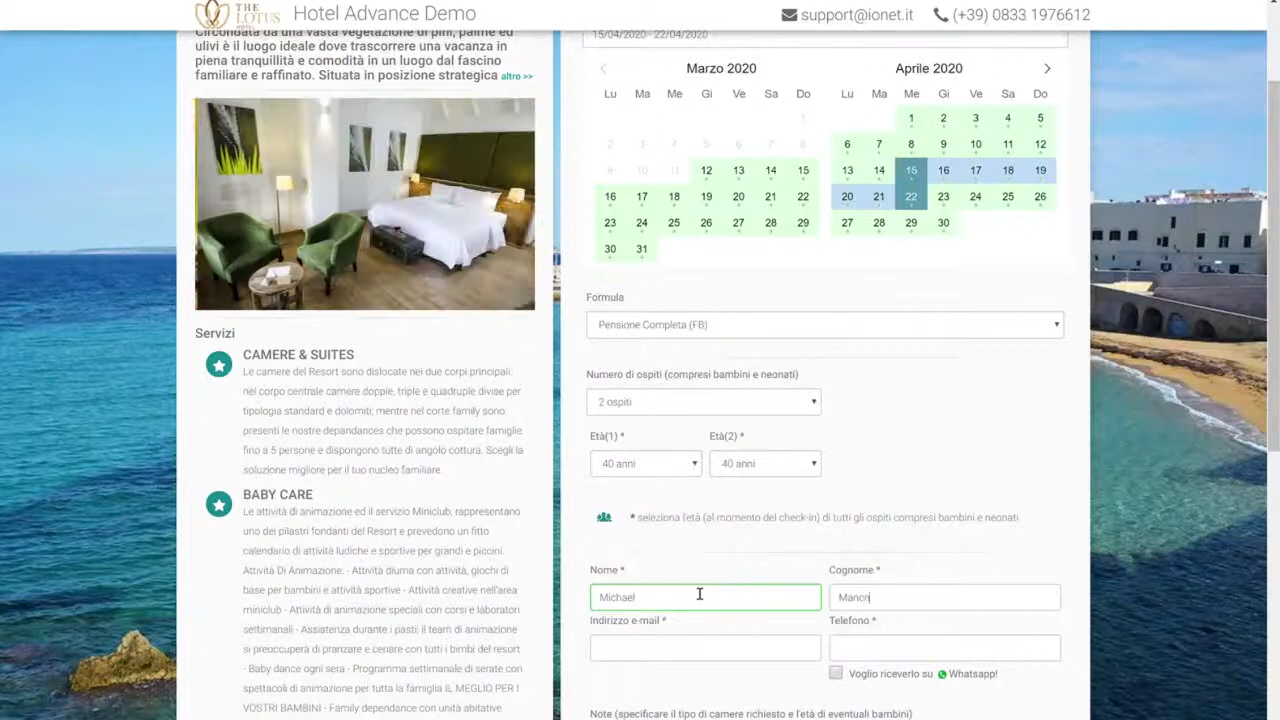 THE LOTUS HOTEL
Hotel Advance Demo
support@ionet.it
(+39) 0833 1976612
Circondata da una vasta vegetazione di pini, palme ed
ulivi è il luogo ideale dove trascorrere una vacanza in
piena tranquillità e comodità in un luogo dal fascino
familiare e raffinato. Situata in posizione strategica altro >>
Servizi
CAMERE & SUITES
Le camere del Resort sono dislocate nei due corpi principali:
nel corpo centrale camere doppie, triple e quadruple divise per
tipologia standard e dolomiti; mentre nel corte family sono
presenti le nostre depandances che possono ospitare famiglie
fino a 5 persone e dispongono tutte di angolo cottura. Scegli la
soluzione migliore per il tuo nucleo familiare.
BABY CARE
Le attività di animazione ed il servizio Miniclub, rappresentano
uno dei pilastri fondanti del Resort e prevedono un fitto
calendario di attività ludiche e sportive per grandi e piccini.
Attività Di Animazione: - Attività diurna con attività, giochi di
base per bambini e attività sportive - Attività creative nell'area
miniclub - Attività di animazione speciali con corsi e laboratori
settimanali - Assistenza durante i pasti: il team di animazione
si preoccuperà di pranzare e cenare con tutti i bimbi del resort
- Baby dance ogni sera - Programma settimanale di serate con
spettacoli di animazione per tutta la famiglia IL MEGLIO PER I
VOSTRI BAMBINI - Family dependance con unità abitative
15/04/2020 - 22/04/2020
Marzo 2020
Lu Ma Me Gi Ve Sa Do
1
2 3 4 5 6 7 8
9 10 11 12 13 14 15
16 17 18 19 20 21 22
23 24 25 26 27 28 29
30 31
Aprile 2020
Lu Ma Me Gi Ve Sa Do
1 2 3 4 5
6 7 8 9 10 11 12
13 14 15 16 17 18 19
20 21 22 23 24 25 26
27 28 29 30
Formula
Pensione Completa (FB)
Numero di ospiti (compresi bambini e neonati)
2 ospiti
Età(1) * Età(2) *
40 anni 40 anni
* seleziona l'età (al momento del check-in) di tutti gli ospiti compresi bambini e neonati
Nome * Cognome *
Michael Mancn
Indirizzo e-mail * Telefono *
Voglio riceverlo su Whatsapp!
Note (specificare il tipo di camere richiesto e l'età di eventuali bambini)